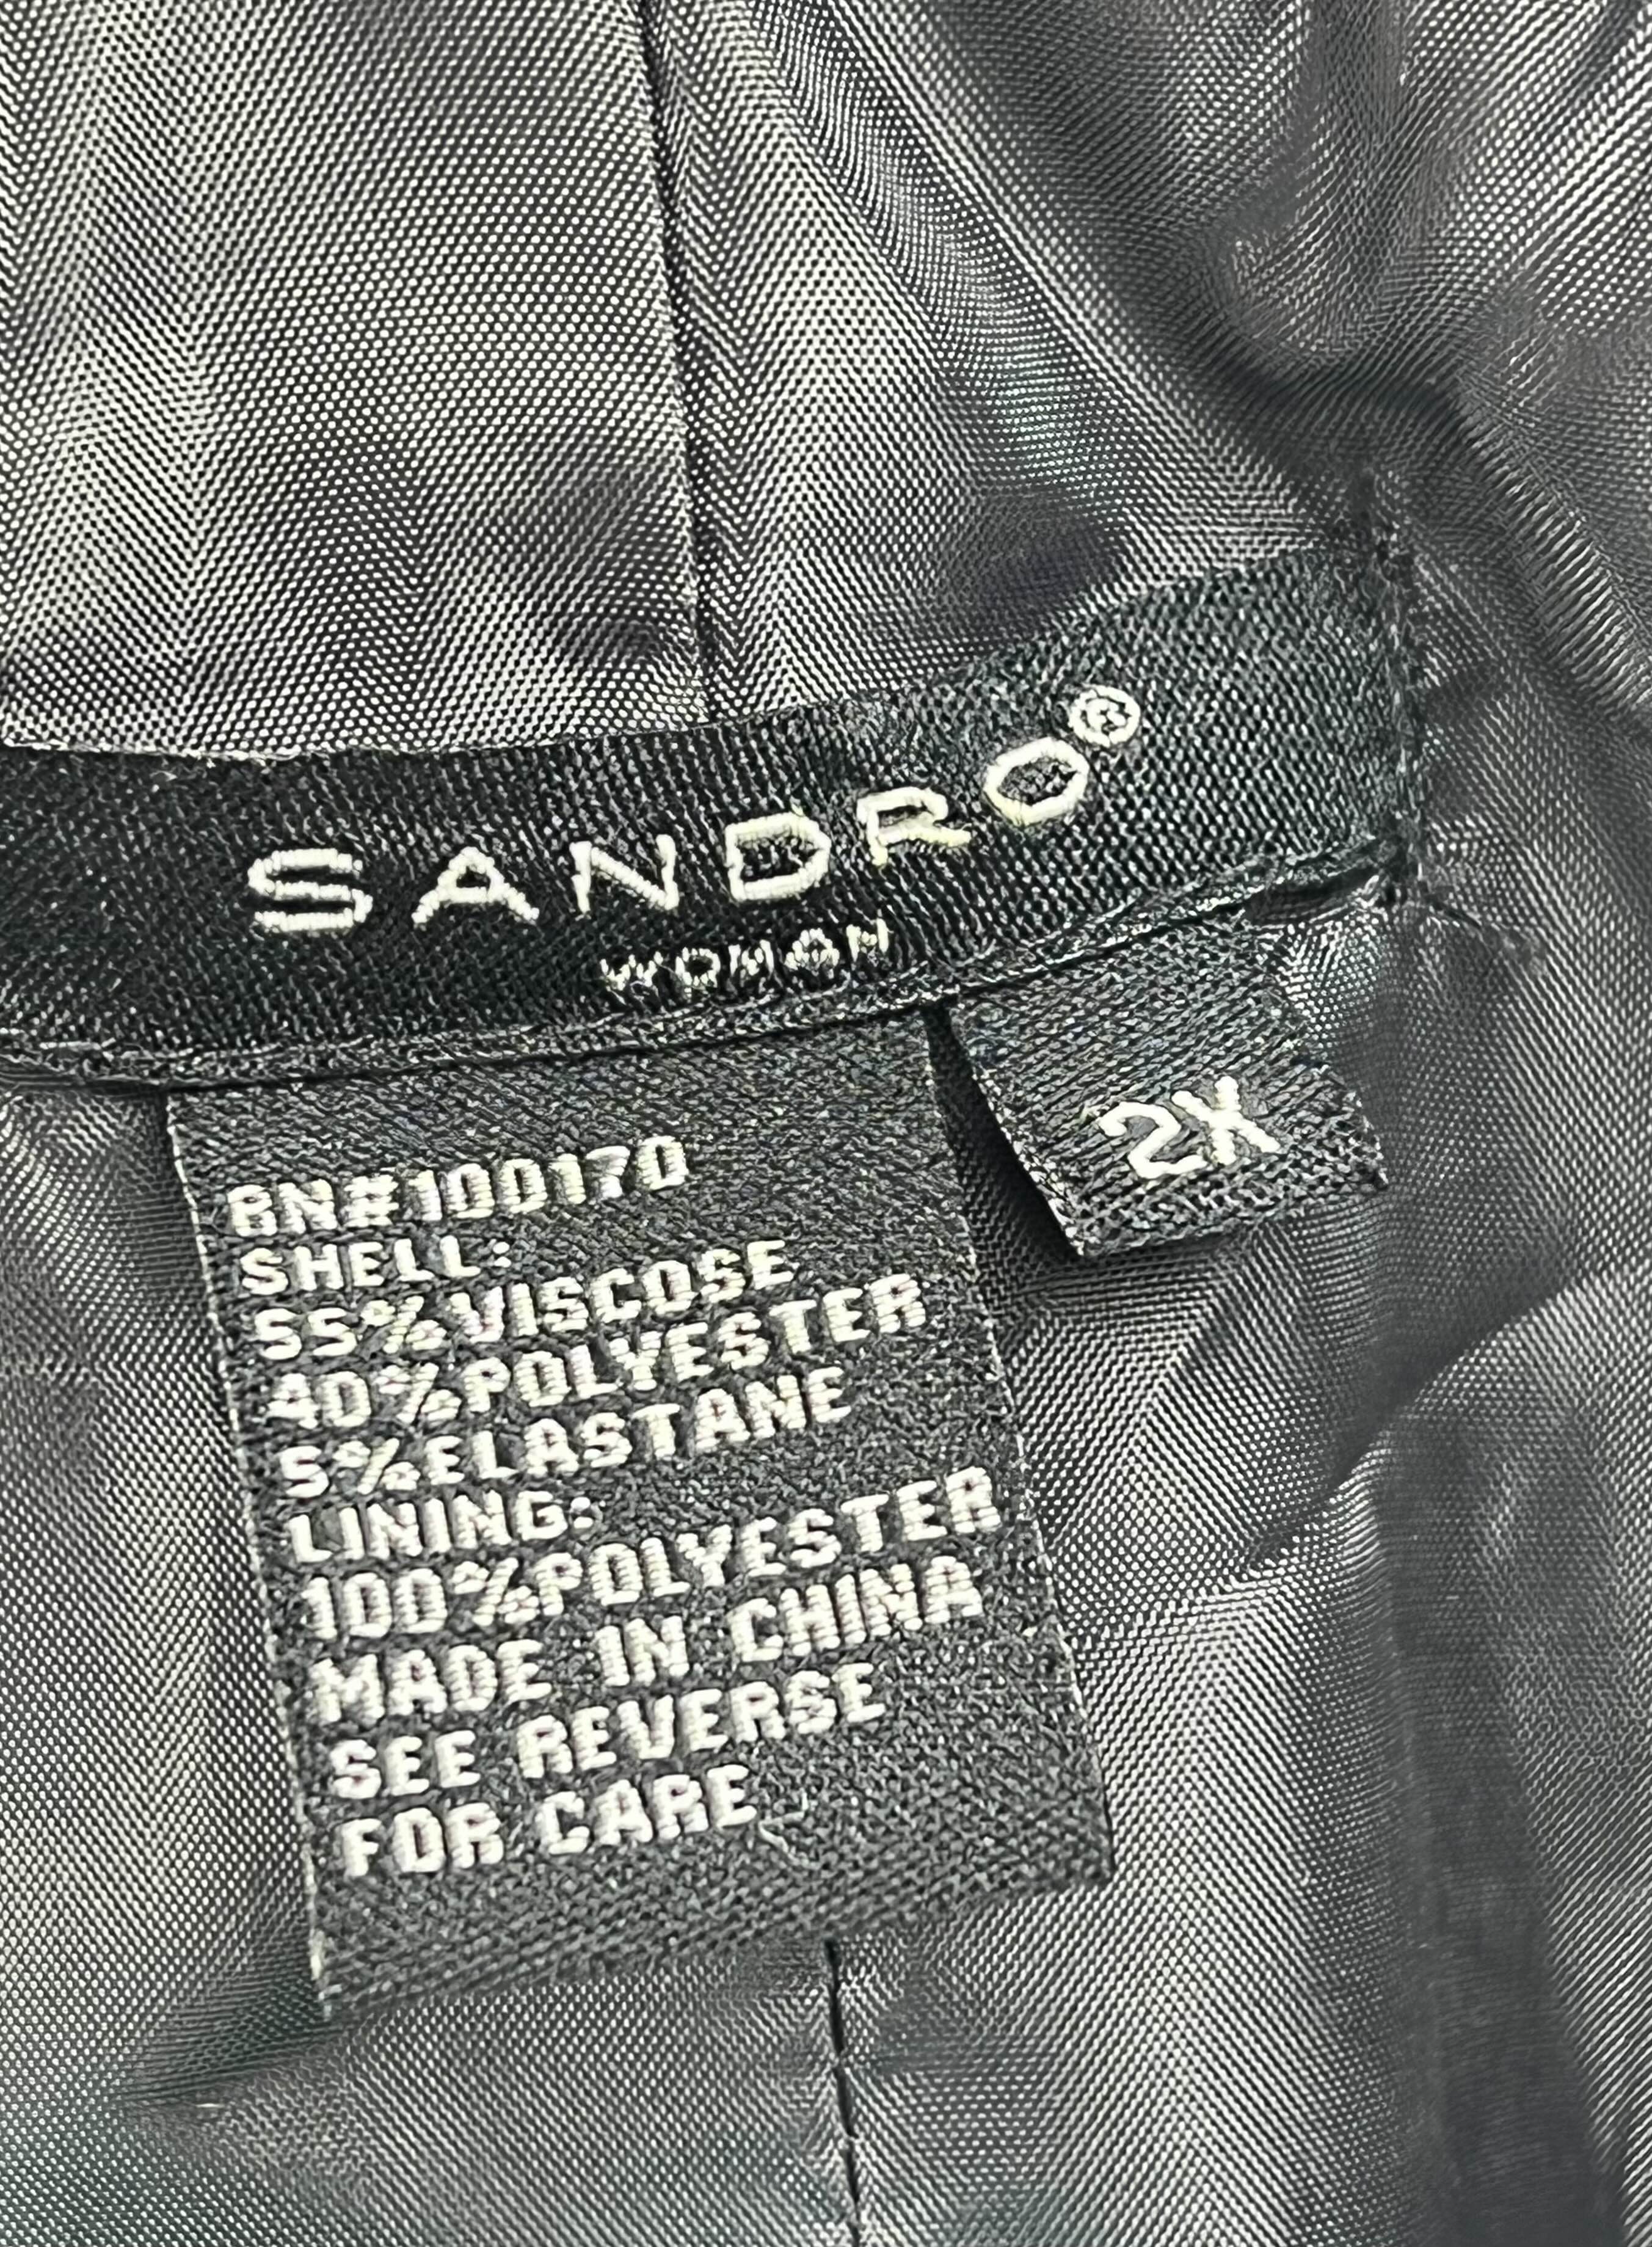 SANDRO®
WOMAN
2X
RN#100170
SHELL:
55%VISCOSE
40%POLYESTER
5%ELASTANE
LINING:
100%POLYESTER
MADE IN CHINA
SEE REVERSE
FOR CARE